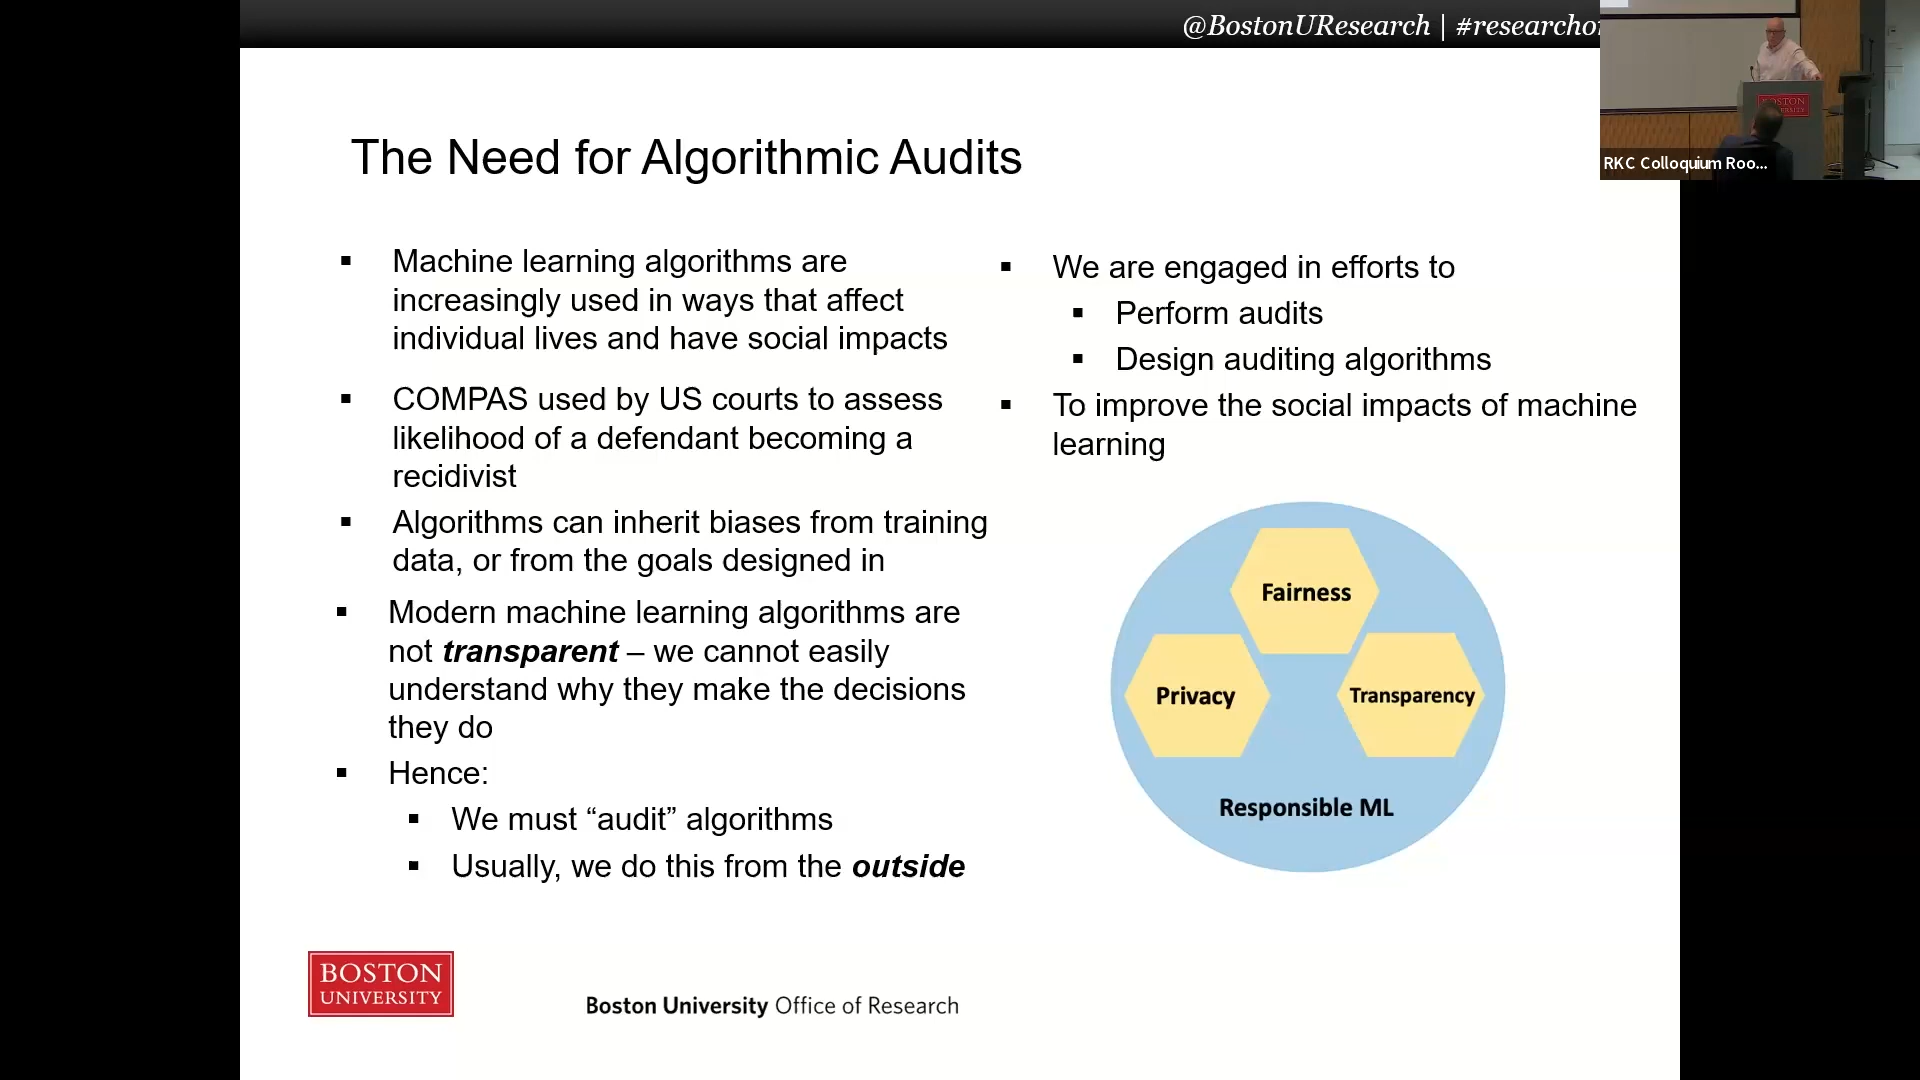 @BostonUResearch | #researcho
The Need for Algorithmic Audits
▪ Machine learning algorithms are
increasingly used in ways that affect
individual lives and have social impacts
▪ COMPAS used by US courts to assess
likelihood of a defendant becoming a
recidivist
▪ Algorithms can inherit biases from training
data, or from the goals designed in
▪ Modern machine learning algorithms are
not transparent – we cannot easily
understand why they make the decisions
they do
▪ Hence:
▪ We must “audit” algorithms
▪ Usually, we do this from the outside
▪ We are engaged in efforts to
▪ Perform audits
▪ Design auditing algorithms
▪ To improve the social impacts of machine
learning
Fairness
Privacy
Transparency
Responsible ML
BOSTON
UNIVERSITY
Boston University Office of Research
BOSTON
RKC Colloquium Roo...